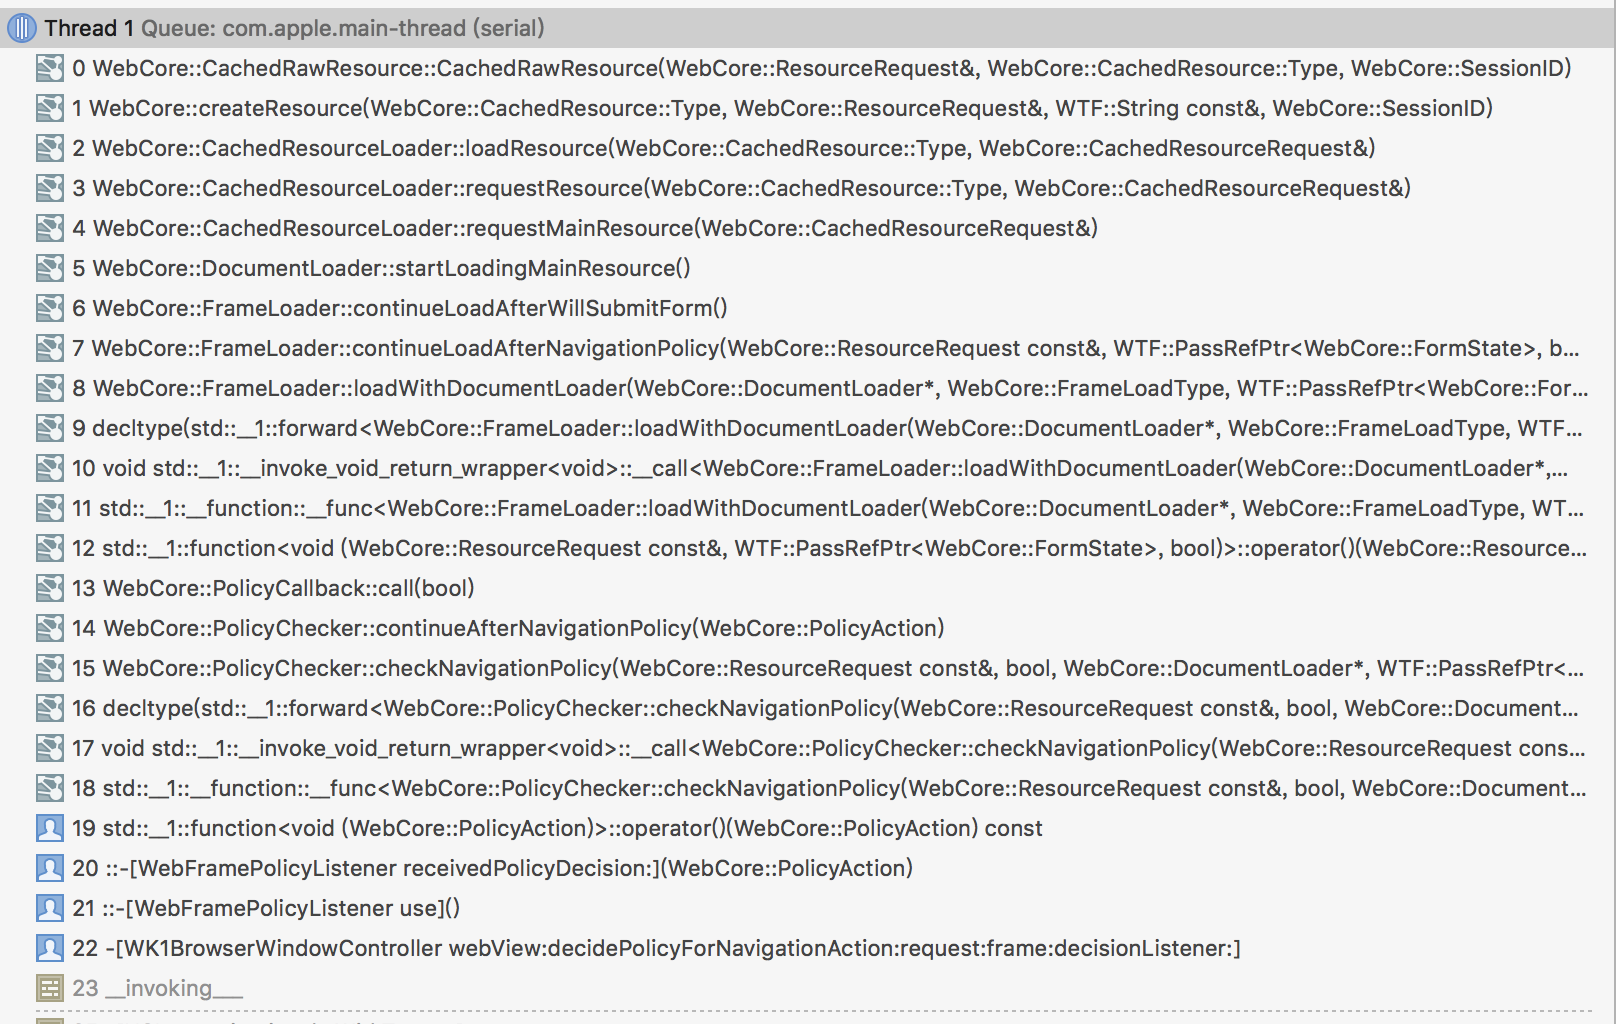 Thread 1 Queue: com.apple.main-thread (serial)
0 WebCore::CachedRawResource::CachedRawResource(WebCore::ResourceRequest&, WebCore::CachedResource::Type, WebCore::SessionID)
1 WebCore::createResource(WebCore::CachedResource::Type, WebCore::ResourceRequest&, WTF::String const&, WebCore::SessionID)
2 WebCore::CachedResourceLoader::loadResource(WebCore::CachedResource::Type, WebCore::CachedResourceRequest&)
3 WebCore::CachedResourceLoader::requestResource(WebCore::CachedResource::Type, WebCore::CachedResourceRequest&)
4 WebCore::CachedResourceLoader::requestMainResource(WebCore::CachedResourceRequest&)
5 WebCore::DocumentLoader::startLoadingMainResource()
6 WebCore::FrameLoader::continueLoadAfterWillSubmitForm()
7 WebCore::FrameLoader::continueLoadAfterNavigationPolicy(WebCore::ResourceRequest const&, WTF::PassRefPtr<WebCore::FormState>, b...
8 WebCore::FrameLoader::loadWithDocumentLoader(WebCore::DocumentLoader*, WebCore::FrameLoadType, WTF::PassRefPtr<WebCore::For...
9 decltype(std::__1::forward<WebCore::FrameLoader::loadWithDocumentLoader(WebCore::DocumentLoader*, WebCore::FrameLoadType, WTF...
10 void std::__1::__invoke_void_return_wrapper<void>::__call<WebCore::FrameLoader::loadWithDocumentLoader(WebCore::DocumentLoader*,...
11 std::__1::__function::__func<WebCore::FrameLoader::loadWithDocumentLoader(WebCore::DocumentLoader*, WebCore::FrameLoadType, WT...
12 std::__1::function<void (WebCore::ResourceRequest const&, WTF::PassRefPtr<WebCore::FormState>, bool)>::operator()(WebCore::Resource...
13 WebCore::PolicyCallback::call(bool)
14 WebCore::PolicyChecker::continueAfterNavigationPolicy(WebCore::PolicyAction)
15 WebCore::PolicyChecker::checkNavigationPolicy(WebCore::ResourceRequest const&, bool, WebCore::DocumentLoader*, WTF::PassRefPtr<...
16 decltype(std::__1::forward<WebCore::PolicyChecker::checkNavigationPolicy(WebCore::ResourceRequest const&, bool, WebCore::Document...
17 void std::__1::__invoke_void_return_wrapper<void>::__call<WebCore::PolicyChecker::checkNavigationPolicy(WebCore::ResourceRequest cons...
18 std::__1::__function::__func<WebCore::PolicyChecker::checkNavigationPolicy(WebCore::ResourceRequest const&, bool, WebCore::Document...
19 std::__1::function<void (WebCore::PolicyAction)>::operator()(WebCore::PolicyAction) const
20 ::-[WebFramePolicyListener receivedPolicyDecision:](WebCore::PolicyAction)
21 ::-[WebFramePolicyListener use]()
22 -[WK1BrowserWindowController webView:decidePolicyForNavigationAction:request:frame:decisionListener:]
23 __invoking___